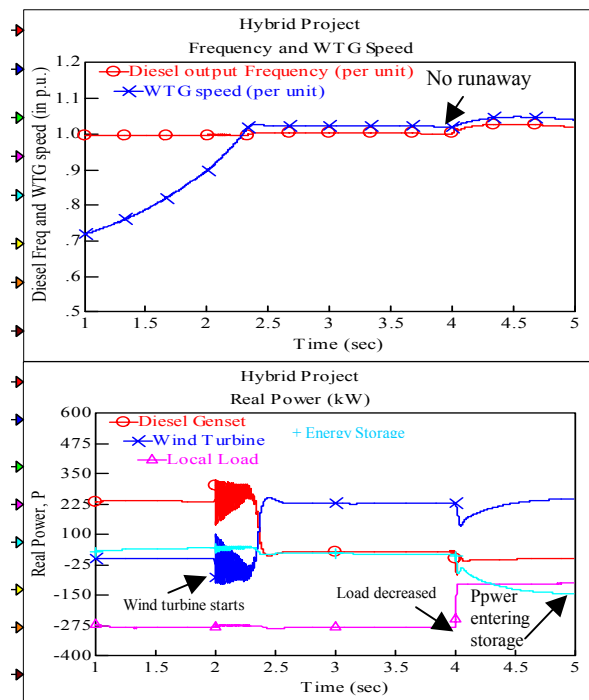 Hybrid Project
Frequency and WTG Speed
Diesel output Frequency (per unit)
WTG speed (per unit)
No runaway
Diesel Freq and WTG speed (in p.u.)
1.2
1.1
1.0
.9
.8
.7
.6
.5
1 1.5 2 2.5 3 3.5 4 4.5 5
Time (sec)
Hybrid Project
Real Power (kW)
Diesel Genset
Wind Turbine
Local Load
+ Energy Storage
Real Power, P
600
475
350
225
100
-25
-150
-275
-400
Wind turbine starts
Load decreased
Ppower
entering
storage
1 1.5 2 2.5 3 3.5 4 4.5 5
Time (sec)